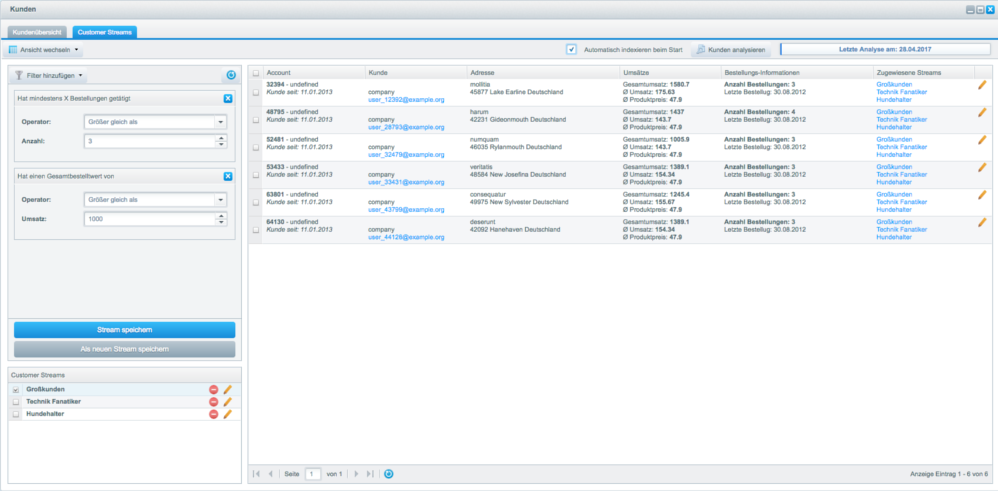 Kunden
Kundenübersicht Customer Streams
Ansicht wechseln Automatisch indexieren beim Start Kunden analysieren Letzte Analyse am: 28.04.2017
Filter hinzufügen
Hat mindestens X Bestellungen getätigt
Operator: Größer gleich als
Anzahl: 3
Hat einen Gesamtbestellwert von
Operator: Größer gleich als
Umsatz: 1000
Stream speichern
Als neuen Stream speichern
Customer Streams
Großkunden
Technik Fanatiker
Hundehalter
Account Kunde Adresse Umsätze Bestellungs-Informationen Zugewiesene Streams
32394 - undefined molitia Gesamtumsatz: 1580.7 Anzahl Bestellungen: 3 Großkunden
Kunde seit: 11.01.2013 company 45877 Lake Earline Deutschland Ø Umsatz: 175.63 Letzte Bestellug: 30.08.2012 Technik Fanatiker
user_12392@example.org Ø Produktpreis: 47.9 Hundehalter
48795 - undefined harum Gesamtumsatz: 1437 Anzahl Bestellungen: 4 Großkunden
Kunde seit: 11.01.2013 company 42231 Gideonmouth Deutschland Ø Umsatz: 143.7 Letzte Bestellug: 30.08.2012 Technik Fanatiker
user_28793@example.org Ø Produktpreis: 47.9 Hundehalter
52481 - undefined numquam Gesamtumsatz: 1005.9 Anzahl Bestellungen: 3 Großkunden
Kunde seit: 11.01.2013 company 46035 Rylanmouth Deutschland Ø Umsatz: 143.7 Letzte Bestellug: 30.08.2012 Technik Fanatiker
user_32479@example.org Ø Produktpreis: 47.9 Hundehalter
53433 - undefined veritatis Gesamtumsatz: 1389.1 Anzahl Bestellungen: 3 Großkunden
Kunde seit: 11.01.2013 company 48584 New Josefina Deutschland Ø Umsatz: 154.34 Letzte Bestellug: 30.08.2012 Technik Fanatiker
user_33431@example.org Ø Produktpreis: 47.9 Hundehalter
63801 - undefined consequatur Gesamtumsatz: 1245.4 Anzahl Bestellungen: 3 Großkunden
Kunde seit: 11.01.2013 company 48975 New Sylvester Deutschland Ø Umsatz: 155.67 Letzte Bestellug: 30.08.2012 Technik Fanatiker
user_43799@example.org Ø Produktpreis: 47.9 Hundehalter
64130 - undefined deserunt Gesamtumsatz: 1389.1 Anzahl Bestellungen: 3 Großkunden
Kunde seit: 11.01.2013 company 42092 Hanehaven Deutschland Ø Umsatz: 154.34 Letzte Bestellug: 30.08.2012 Technik Fanatiker
user_44128@example.org Ø Produktpreis: 47.9 Hundehalter
Seite 1 von 1 Anzeige Eintrag 1 - 6 von 6